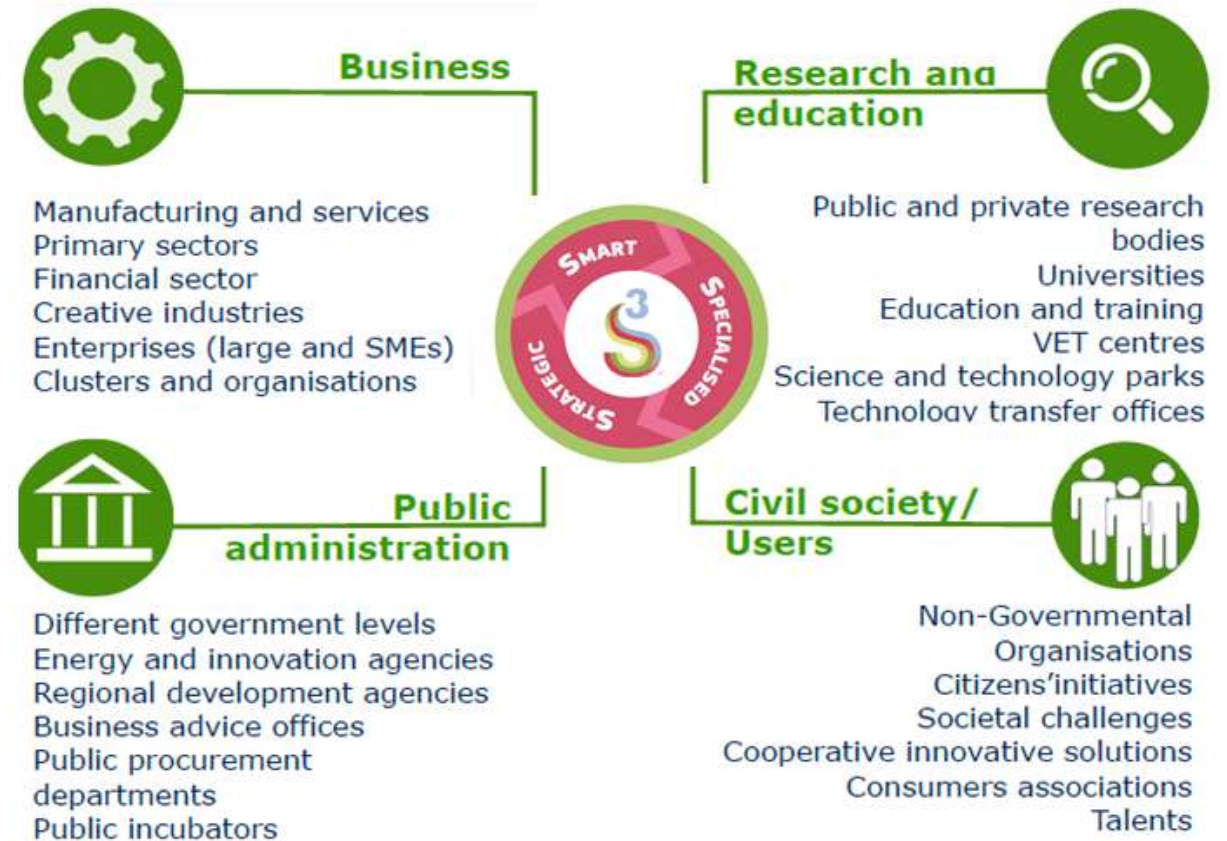 Business
Manufacturing and services
Primary sectors
Financial sector
Creative industries
Enterprises (large and SMEs)
Clusters and organisations
Research and
education
Public and private research
bodies
Universities
Education and training
VET centres
Science and technology parks
Technology transfer offices
SMART
SPECIALISED
STRATEGIC
S3
Public
administration
Different government levels
Energy and innovation agencies
Regional development agencies
Business advice offices
Public procurement
departments
Public incubators
Civil society/
Users
Non-Governmental
Organisations
Citizens'initiatives
Societal challenges
Cooperative innovative solutions
Consumers associations
Talents